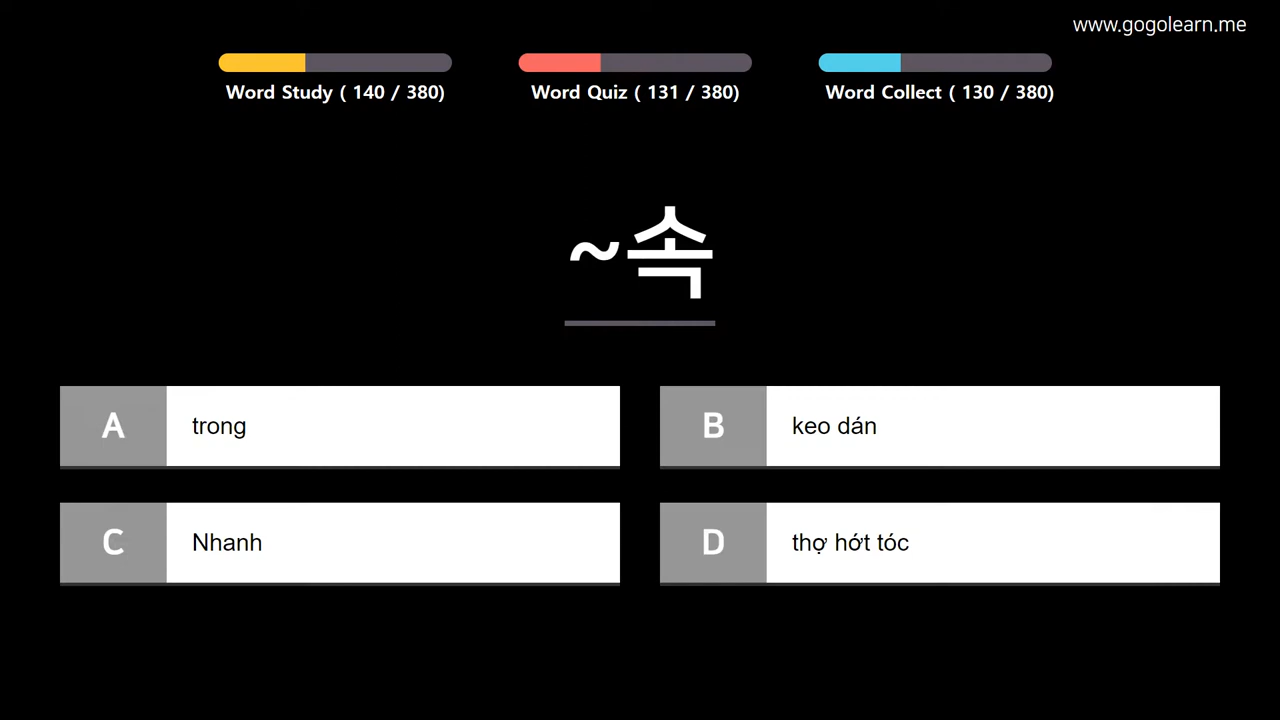 www.gogolearn.me
Word Study ( 140 / 380)
Word Quiz ( 131 / 380)
Word Collect ( 130 / 380)
~속
A trong
B keo dán
C Nhanh
D thợ hớt tóc